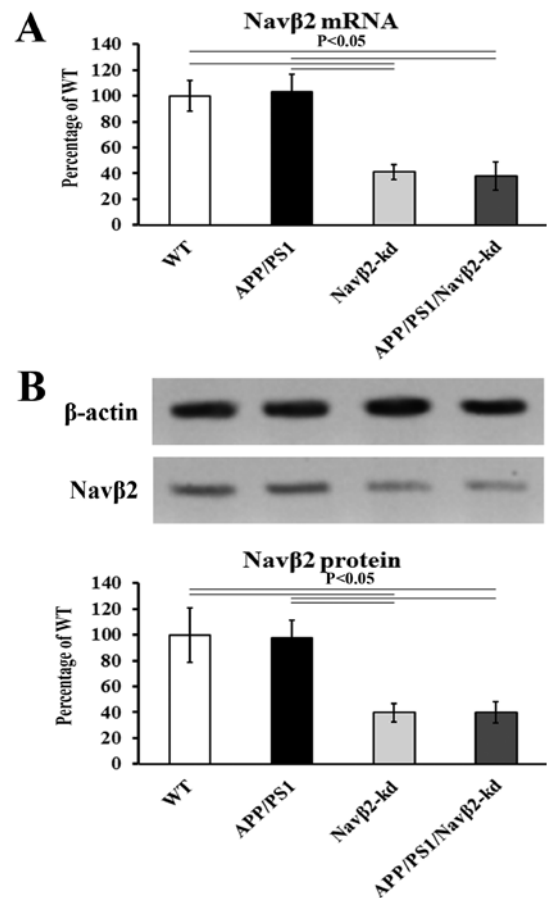 A
Navβ2 mRNA
P<0.05
Percentage of WT
140
120
100
80
60
40
20
0
WT
APP/PS1
Navβ2-kd
APP/PS1/Navβ2-kd
B
β-actin
Navβ2
Navβ2 protein
P<0.05
Percentage of WT
140
120
100
80
60
40
20
0
WT
APP/PS1
Navβ2-kd
APP/PS1/Navβ2-kd